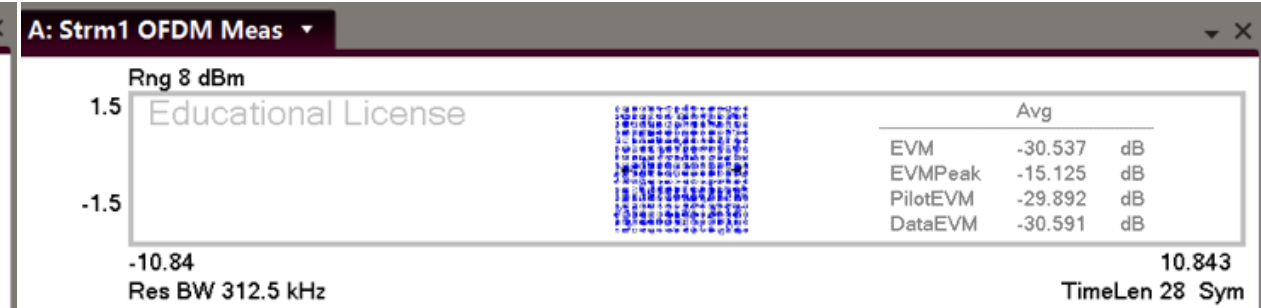 A: Strm1 OFDM Meas
Rng 8 dBm
1.5
Educational License
-1.5
Avg
EVM -30.537 dB
EVMPeak -15.125 dB
PilotEVM -29.892 dB
DataEVM -30.591 dB
-10.84
10.843
Res BW 312.5 kHz
TimeLen 28 Sym